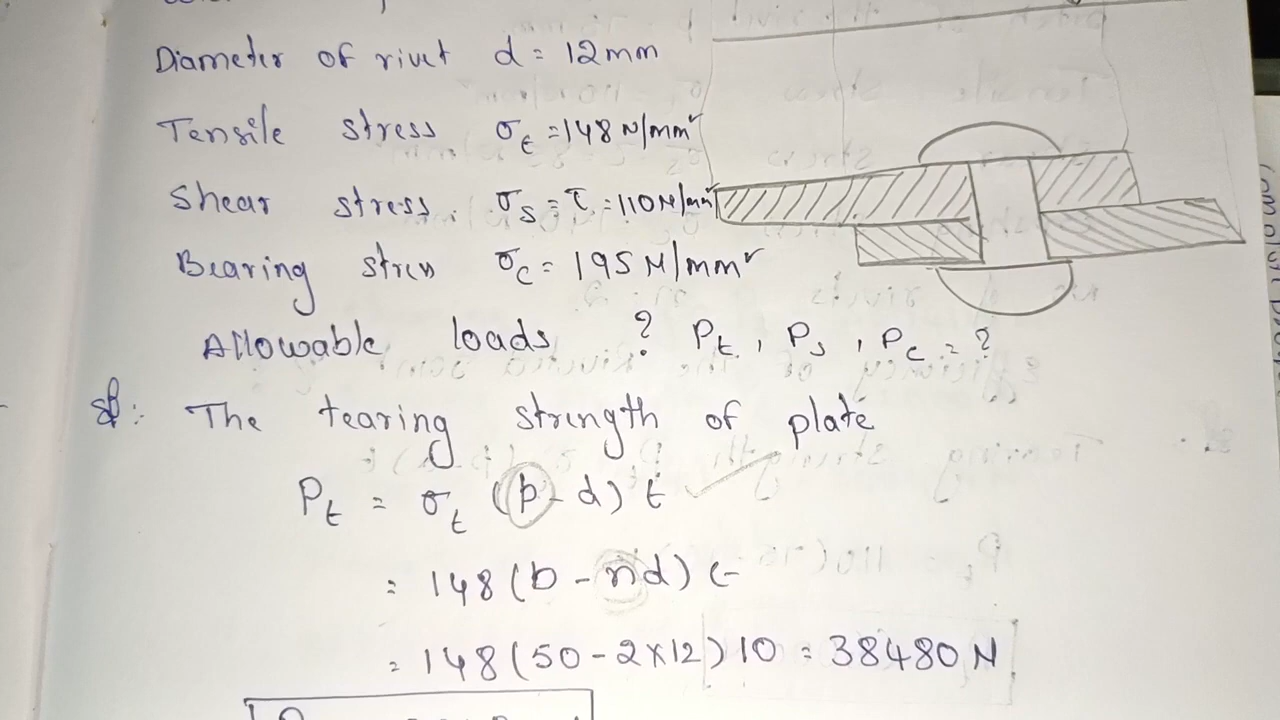 Diameter of rivet d = 12mm
Tensile stress σt = 148 N/mm²
Shear stress. σs = τ = 110 N/mm²
Bearing stress σc = 195 N/mm²
Allowable loads ? Pt, Ps, Pc = ?
Sol: The tearing strength of plate
Pt = σt (p - d) t
= 148 (b - nd) t
= 148 (50 - 2 x 12) 10 = 38480 N